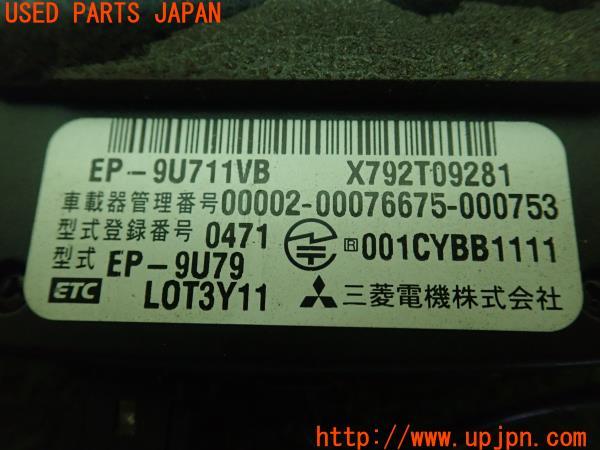 USED PARTS JAPAN
EP-9U711VB X792T09281
車載器管理番号00002-00076675-000753
型式登録番号 0471
R 001CYBB1111
型式 EP-9U79
ETC LOT3Y11 三菱電機株式会社
http://www.upjpn.com/